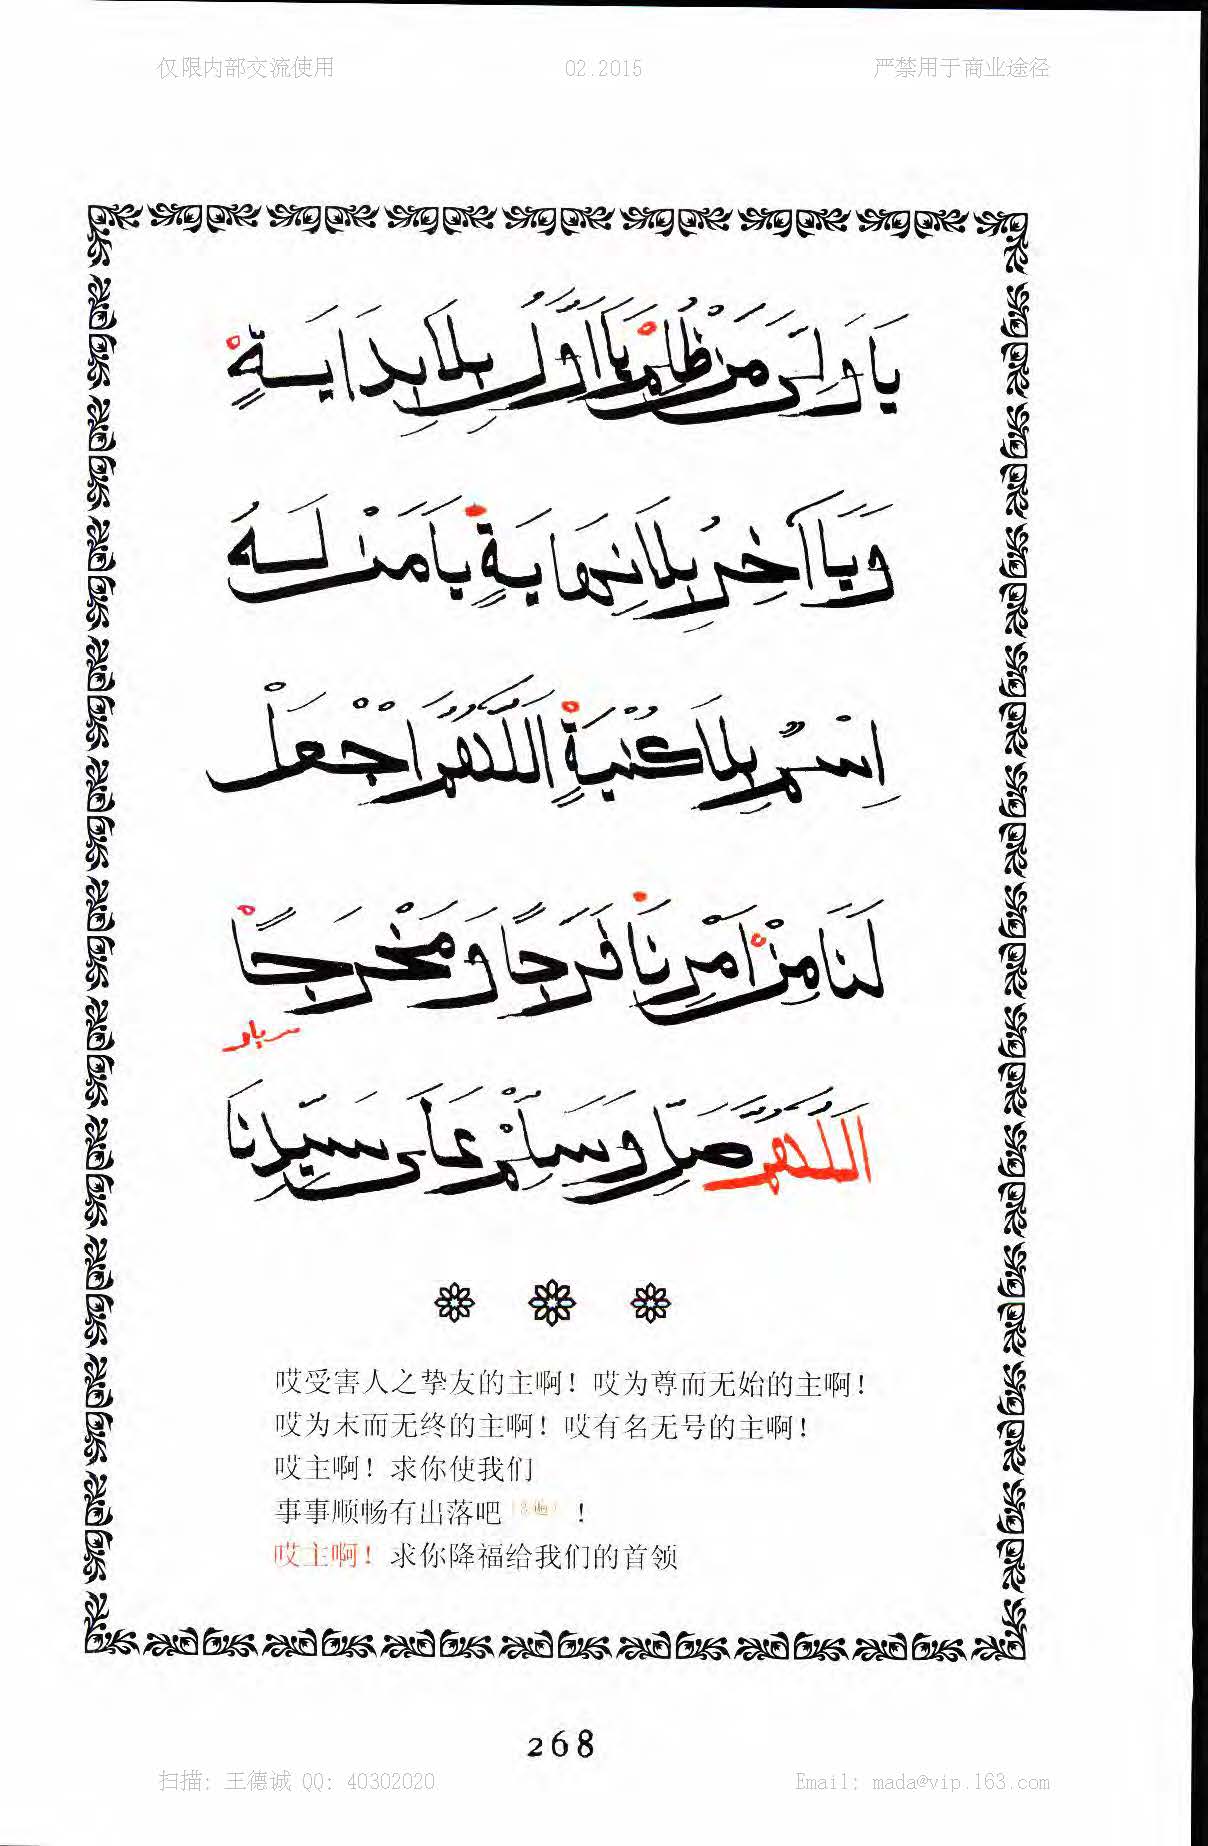 仅限内部交流使用 02.2015 严禁用于商业途径
يَا وَلِىَّ مَنْ ظُلِمَ يَا اَوَّلُ بِلَا بِدَايَةٍ
وَيَا آخِرُ بِلَا نِهَايَةٍ يَا مَنْ لَهُ
اِسْمٌ بِلَا كُنْيَةٍ اَللّٰهُمَّ اجْعَلْ
لَنَا مِنْ اَمْرِنَا فَرَجًا وَمَخْرَجًا
اَللّٰهُمَّ صَلِّ وَسَلِّمْ عَلَى سَيِّدِنَا
哎受害人之挚友的主啊！哎为尊而无始的主啊！
哎为末而无终的主啊！哎有名无号的主啊！
哎主啊！求你使我们
事事顺畅有出落吧 ！
哎主啊！求你降福给我们的首领
268
扫描：王德诚 QQ：40302020 Email：mada@vip.163.com